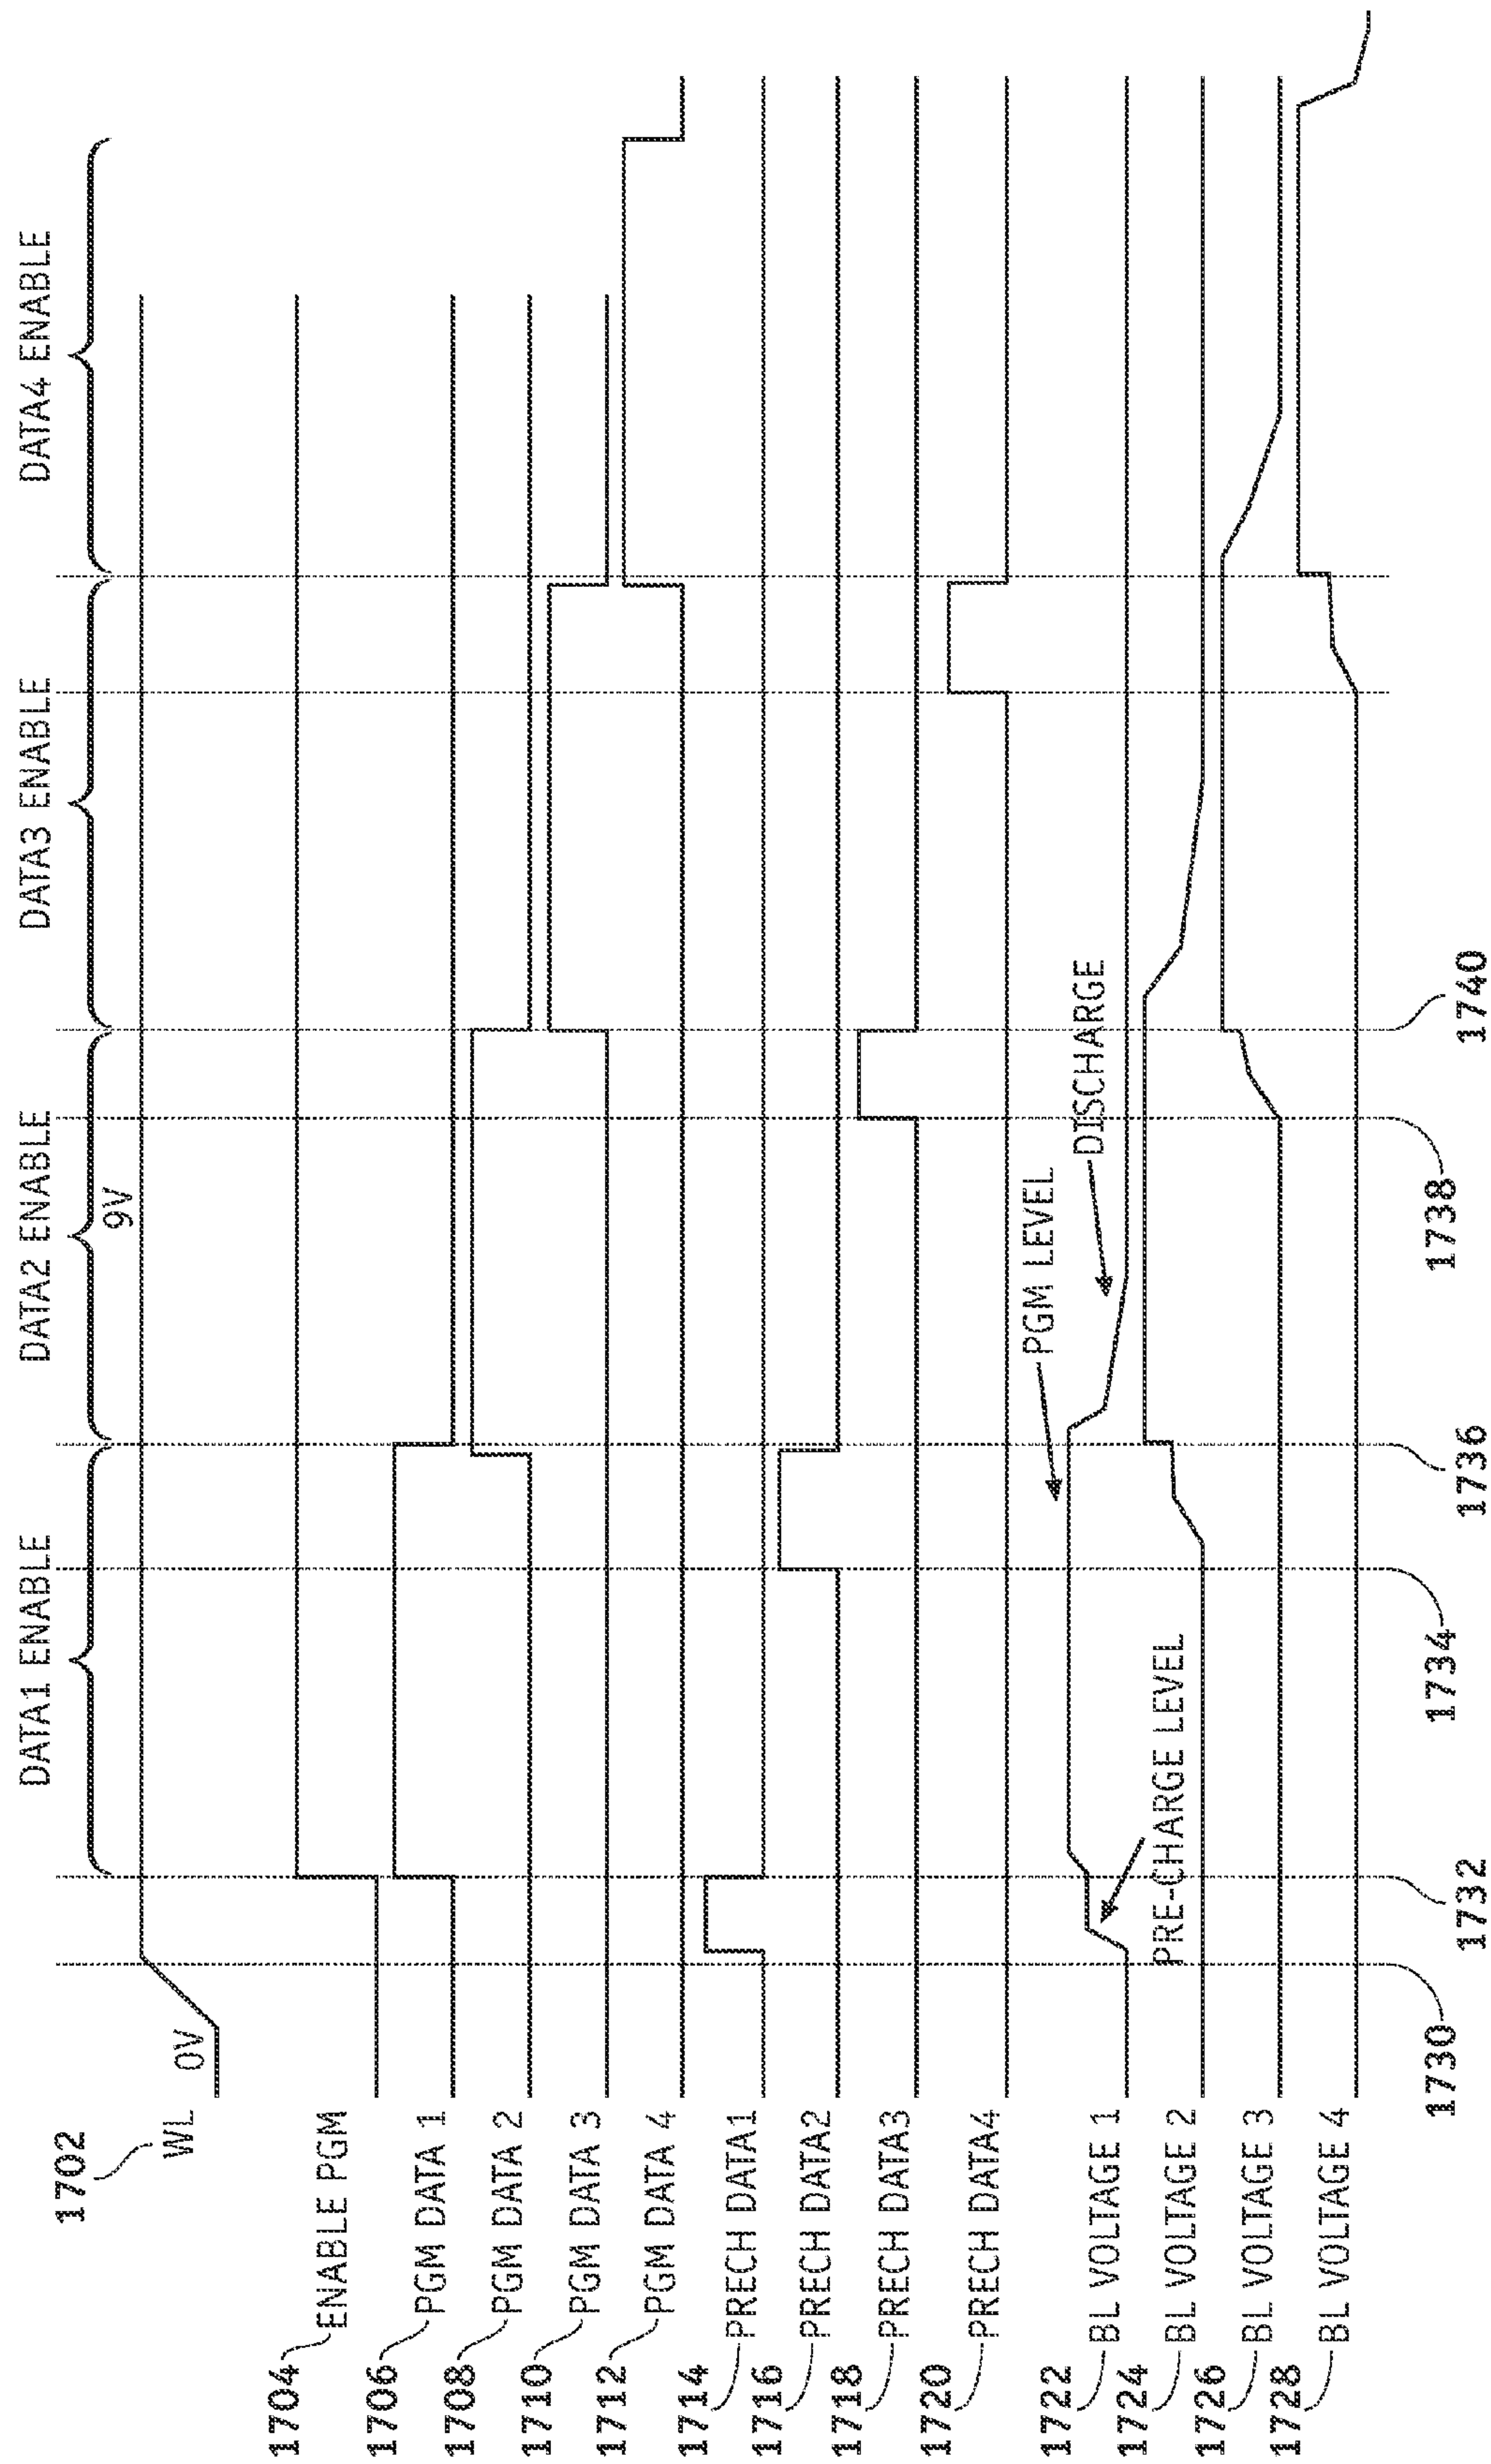 DATA1 ENABLE
DATA2 ENABLE
DATA3 ENABLE
DATA4 ENABLE
1702
WL
0V
9V
1704
ENABLE PGM
1706
PGM DATA 1
1708
PGM DATA 2
1710
PGM DATA 3
1712
PGM DATA 4
1714
PRECH DATA1
1716
PRECH DATA2
1718
PRECH DATA3
1720
PRECH DATA4
PGM LEVEL
DISCHARGE
1722
BL VOLTAGE 1
PRE-CHARGE LEVEL
1724
BL VOLTAGE 2
1726
BL VOLTAGE 3
1728
BL VOLTAGE 4
1730
1732
1734
1736
1738
1740